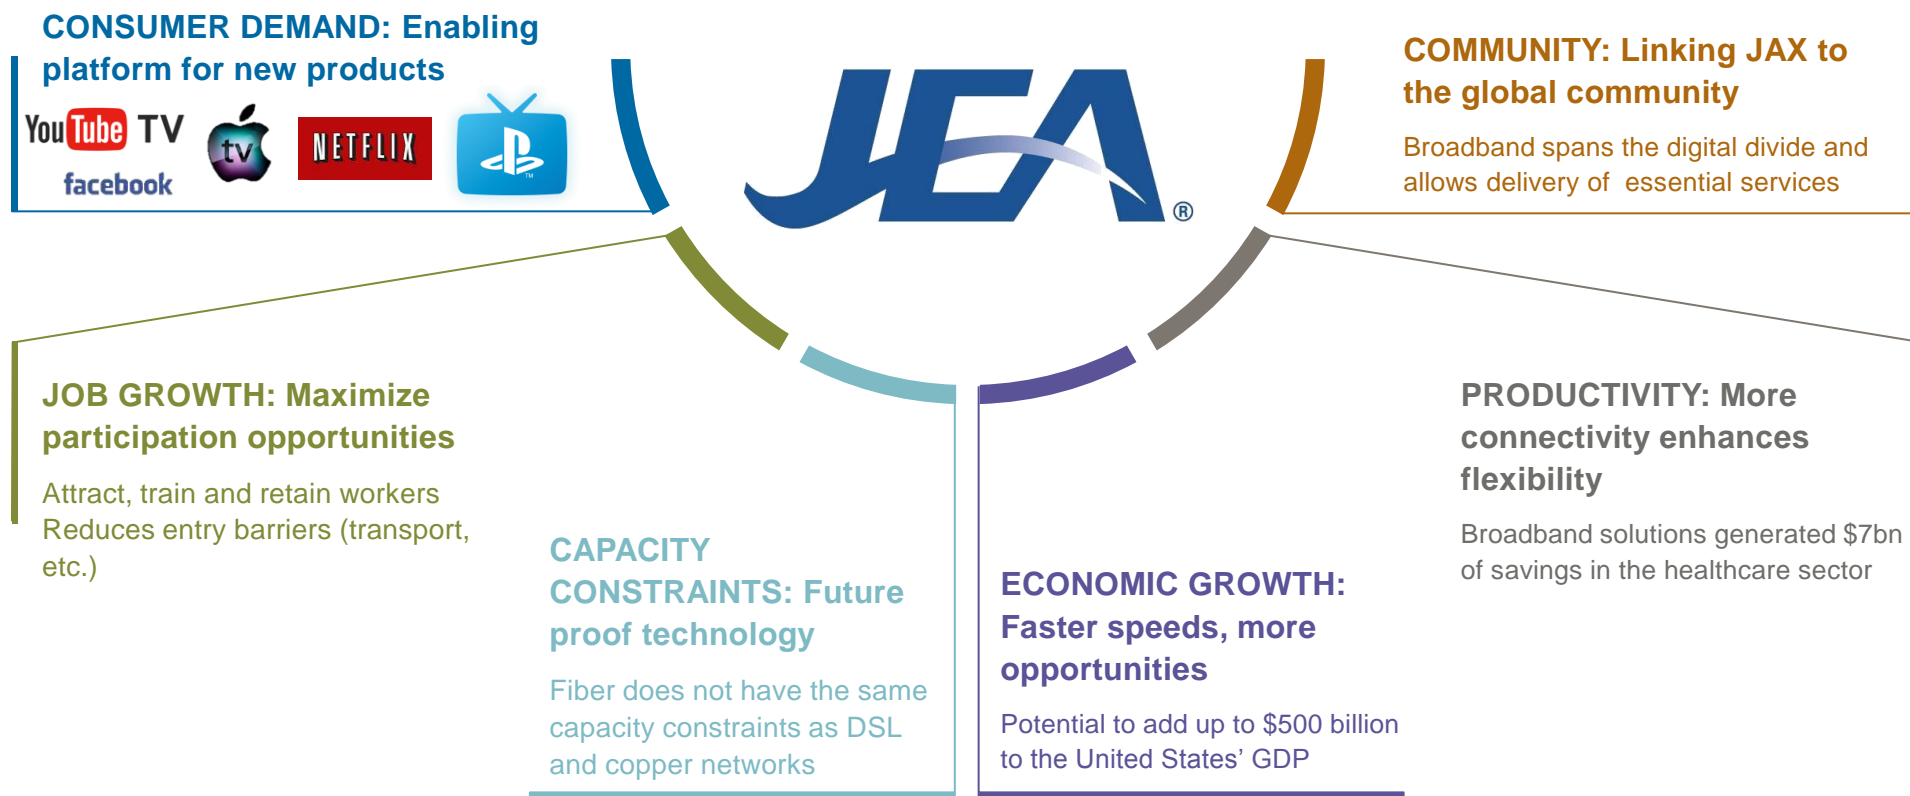 CONSUMER DEMAND: Enabling
platform for new products
YouTube TV
tv
NETFLIX
facebook
TM
JEA
®
COMMUNITY: Linking JAX to
the global community
Broadband spans the digital divide and
allows delivery of essential services
JOB GROWTH: Maximize
participation opportunities
Attract, train and retain workers
Reduces entry barriers (transport,
etc.)
CAPACITY
CONSTRAINTS: Future
proof technology
Fiber does not have the same
capacity constraints as DSL
and copper networks
ECONOMIC GROWTH:
Faster speeds, more
opportunities
Potential to add up to $500 billion
to the United States’ GDP
PRODUCTIVITY: More
connectivity enhances
flexibility
Broadband solutions generated $7bn
of savings in the healthcare sector